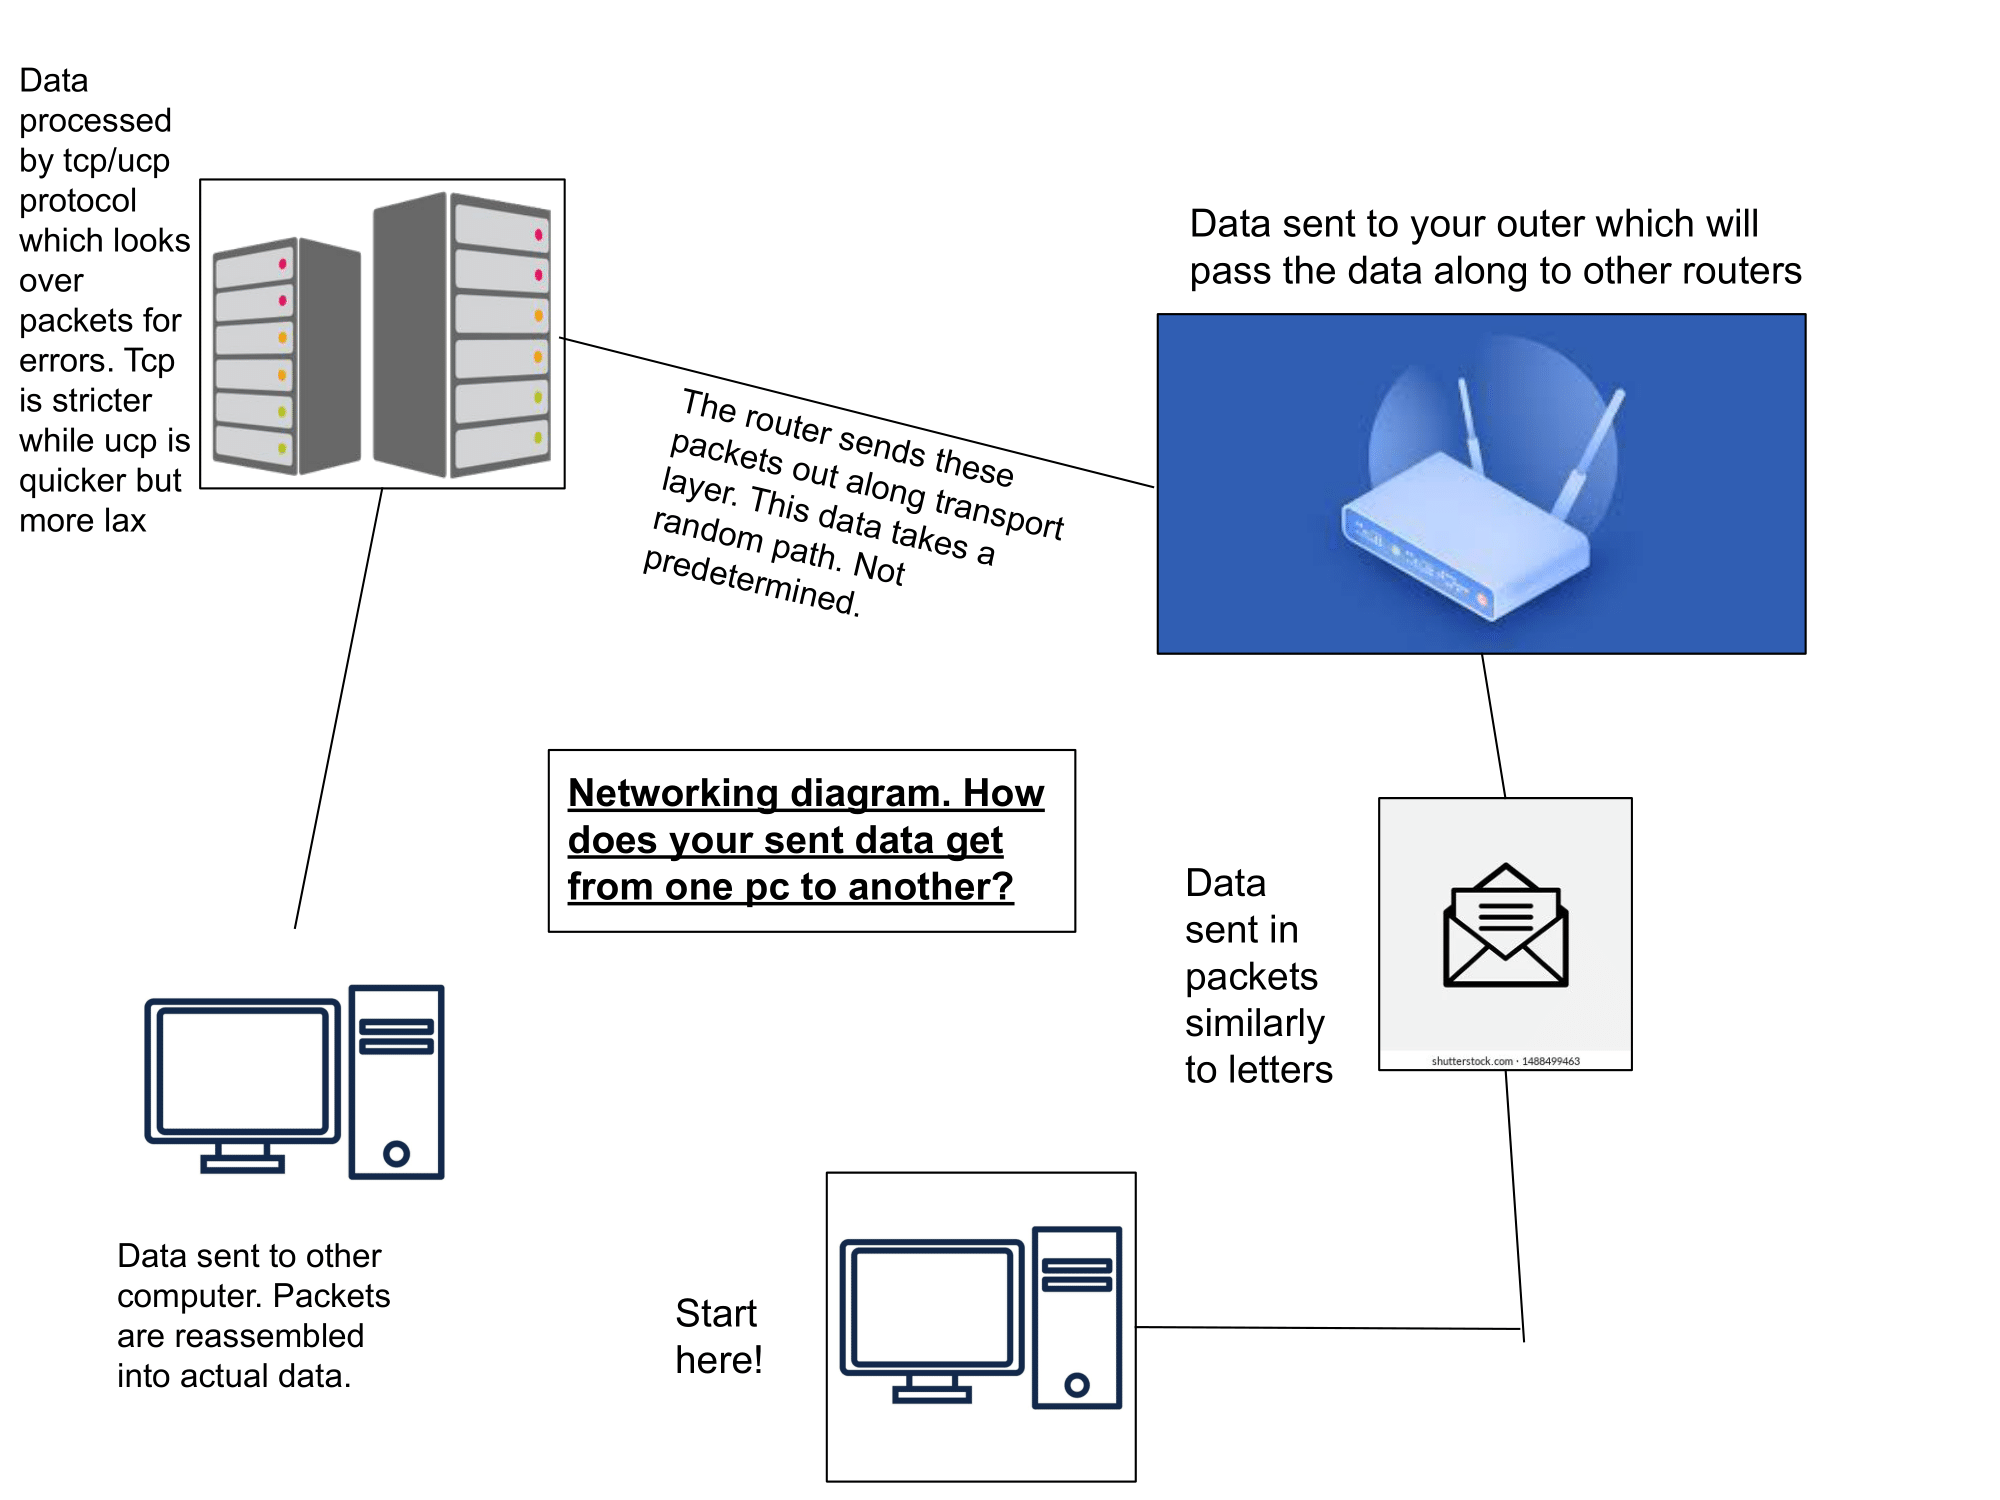 Data
processed
by tcp/ucp
protocol
which looks
over
packets for
errors. Tcp
is stricter
while ucp is
quicker but
more lax
Data sent to your outer which will
pass the data along to other routers
The router sends these
packets out along transport
layer. This data takes a
random path. Not
predetermined.
Networking diagram. How
does your sent data get
from one pc to another?
Data
sent in
packets
similarly
to letters
shutterstock.com · 1488499463
Data sent to other
computer. Packets
are reassembled
into actual data.
Start
here!